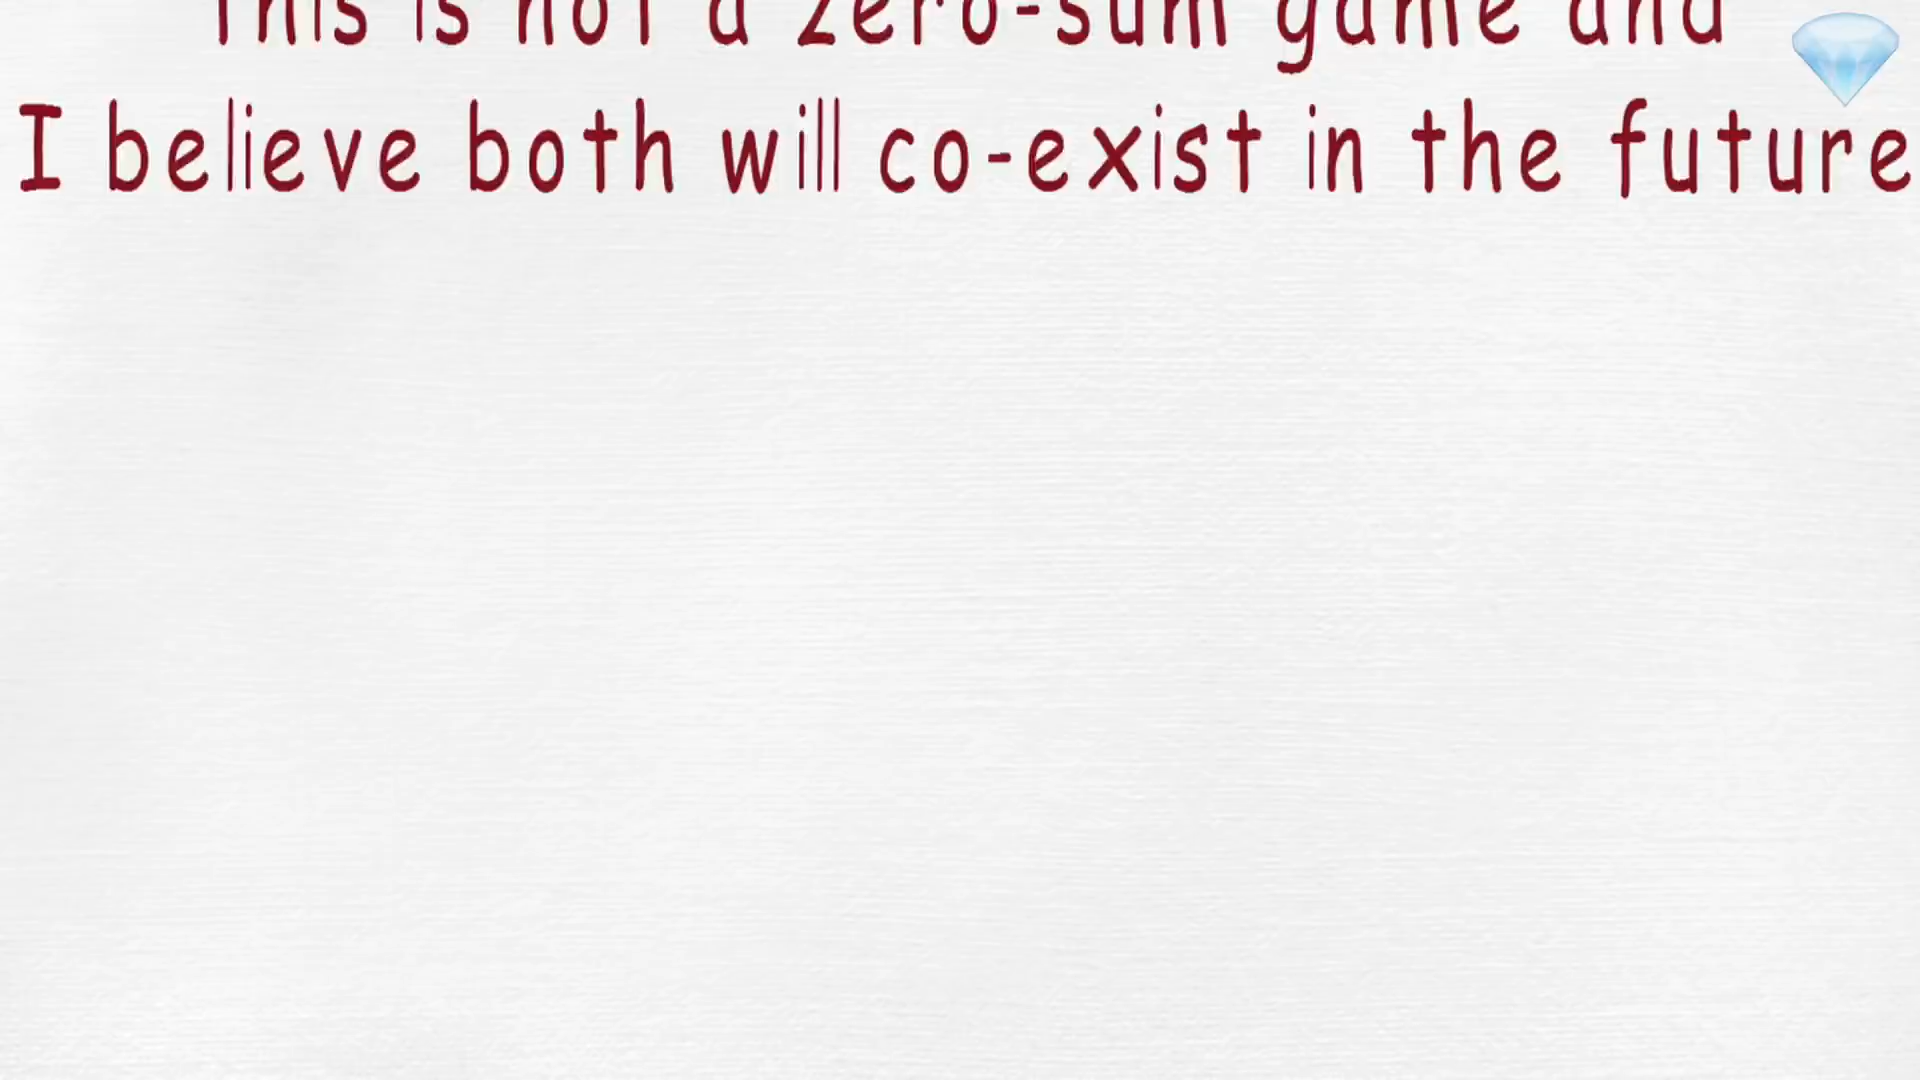 This is not a zero-sum game and
I believe both will co-exist in the future